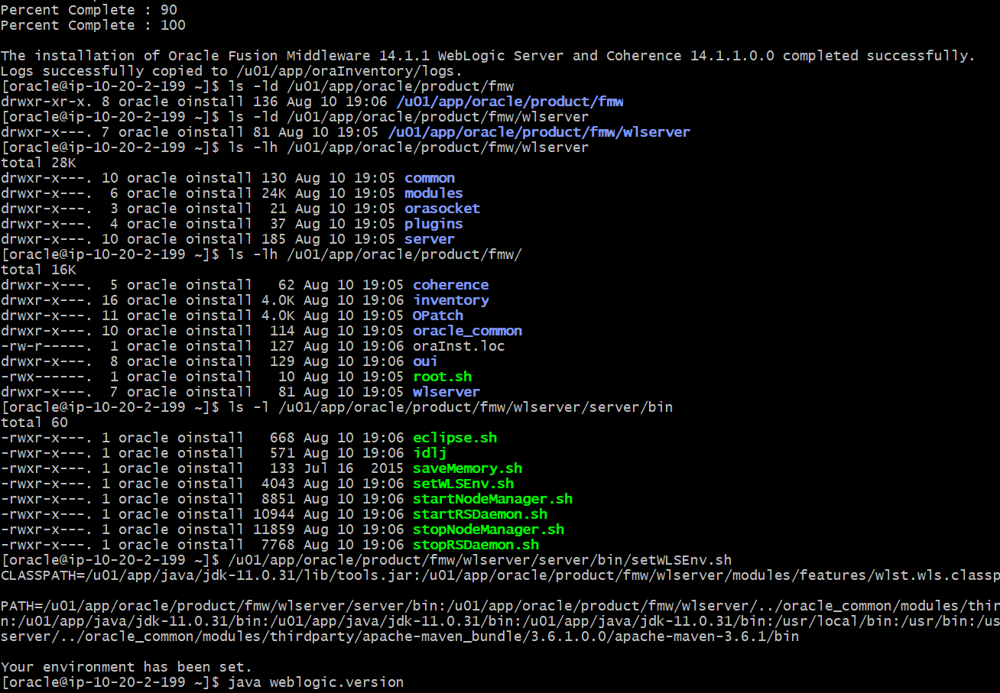 Percent Complete : 90
Percent Complete : 100
The installation of Oracle Fusion Middleware 14.1.1 WebLogic Server and Coherence 14.1.1.0.0 completed successfully.
Logs successfully copied to /u01/app/oraInventory/logs.
[oracle@ip-10-20-2-199 ~]$ ls -ld /u01/app/oracle/product/fmw
drwxr-xr-x. 8 oracle oinstall 136 Aug 10 19:06 /u01/app/oracle/product/fmw
[oracle@ip-10-20-2-199 ~]$ ls -ld /u01/app/oracle/product/fmw/wlserver
drwxr-x---. 7 oracle oinstall 81 Aug 10 19:05 /u01/app/oracle/product/fmw/wlserver
[oracle@ip-10-20-2-199 ~]$ ls -lh /u01/app/oracle/product/fmw/wlserver
total 28K
drwxr-x---. 10 oracle oinstall 130 Aug 10 19:05 common
drwxr-x---.  6 oracle oinstall 24K Aug 10 19:05 modules
drwxr-x---.  3 oracle oinstall  21 Aug 10 19:05 orasocket
drwxr-x---.  4 oracle oinstall  37 Aug 10 19:05 plugins
drwxr-x---. 10 oracle oinstall 185 Aug 10 19:05 server
[oracle@ip-10-20-2-199 ~]$ ls -lh /u01/app/oracle/product/fmw/
total 16K
drwxr-x---.  5 oracle oinstall   62 Aug 10 19:05 coherence
drwxr-x---. 16 oracle oinstall 4.0K Aug 10 19:06 inventory
drwxr-x---. 11 oracle oinstall 4.0K Aug 10 19:05 OPatch
drwxr-x---. 10 oracle oinstall  114 Aug 10 19:05 oracle_common
-rw-r-----.  1 oracle oinstall  127 Aug 10 19:06 oraInst.loc
drwxr-x---.  8 oracle oinstall  129 Aug 10 19:06 oui
-rwx------.  1 oracle oinstall   10 Aug 10 19:05 root.sh
drwxr-x---.  7 oracle oinstall   81 Aug 10 19:05 wlserver
[oracle@ip-10-20-2-199 ~]$ ls -l /u01/app/oracle/product/fmw/wlserver/server/bin
total 60
-rwxr-x---. 1 oracle oinstall   668 Aug 10 19:06 eclipse.sh
-rwxr-x---. 1 oracle oinstall   571 Aug 10 19:06 idlj
-rwxr-x---. 1 oracle oinstall   133 Jul 16  2015 saveMemory.sh
-rwxr-x---. 1 oracle oinstall  4043 Aug 10 19:06 setWLSEnv.sh
-rwxr-x---. 1 oracle oinstall  8851 Aug 10 19:06 startNodeManager.sh
-rwxr-x---. 1 oracle oinstall 10944 Aug 10 19:06 startRSDaemon.sh
-rwxr-x---. 1 oracle oinstall 11859 Aug 10 19:06 stopNodeManager.sh
-rwxr-x---. 1 oracle oinstall  7768 Aug 10 19:06 stopRSDaemon.sh
[oracle@ip-10-20-2-199 ~]$ /u01/app/oracle/product/fmw/wlserver/server/bin/setWLSEnv.sh
CLASSPATH=/u01/app/java/jdk-11.0.31/lib/tools.jar:/u01/app/oracle/product/fmw/wlserver/modules/features/wlst.wls.classp
PATH=/u01/app/oracle/product/fmw/wlserver/server/bin:/u01/app/oracle/product/fmw/wlserver/../oracle_common/modules/thir
n:/u01/app/java/jdk-11.0.31/bin:/u01/app/java/jdk-11.0.31/bin:/u01/app/java/jdk-11.0.31/bin:/usr/local/bin:/usr/bin:/us
server/../oracle_common/modules/thirdparty/apache-maven_bundle/3.6.1.0.0/apache-maven-3.6.1/bin
Your environment has been set.
[oracle@ip-10-20-2-199 ~]$ java weblogic.version